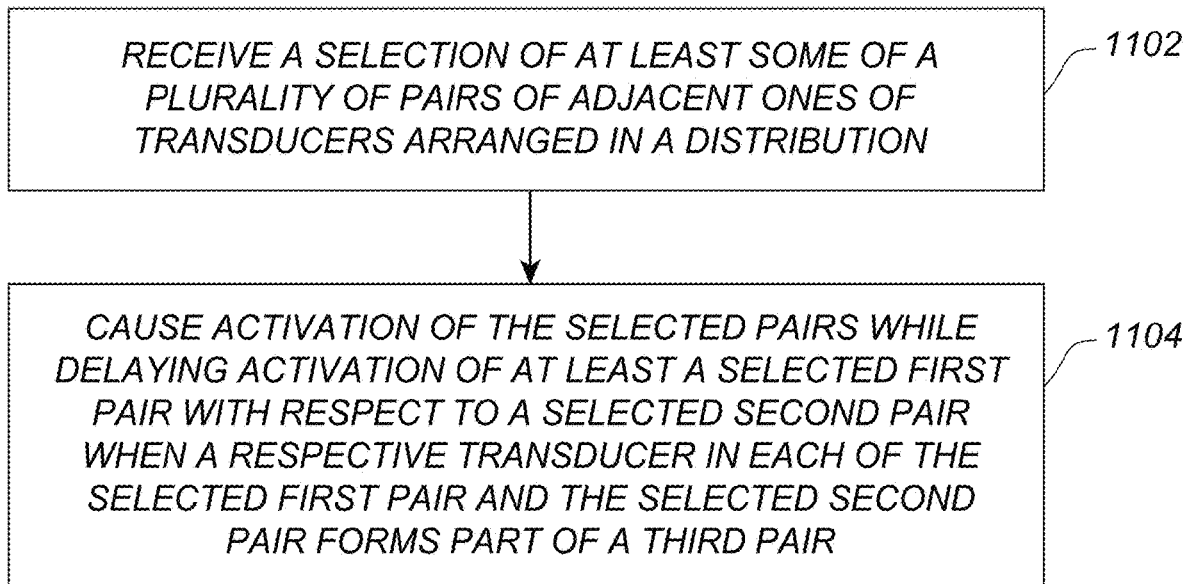 RECEIVE A SELECTION OF AT LEAST SOME OF A
PLURALITY OF PAIRS OF ADJACENT ONES OF
TRANSDUCERS ARRANGED IN A DISTRIBUTION
1102
CAUSE ACTIVATION OF THE SELECTED PAIRS WHILE
DELAYING ACTIVATION OF AT LEAST A SELECTED FIRST
PAIR WITH RESPECT TO A SELECTED SECOND PAIR
WHEN A RESPECTIVE TRANSDUCER IN EACH OF THE
SELECTED FIRST PAIR AND THE SELECTED SECOND
PAIR FORMS PART OF A THIRD PAIR
1104